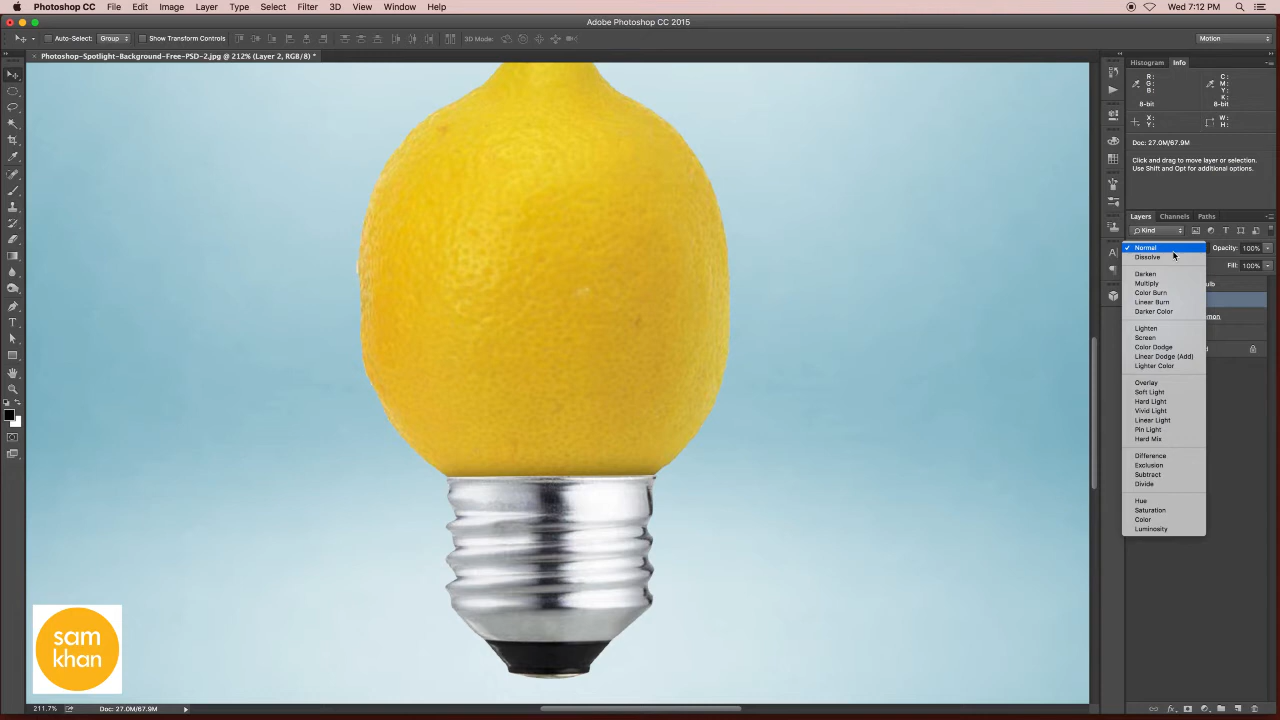 Photoshop CC File Edit Image Layer Type Select Filter 3D View Window Help Wed 7:12 PM
Adobe Photoshop CC 2015
Auto-Select: Group Show Transform Controls 3D Mode: Motion
Photoshop-Spotlight-Background-Free-PSD-2.jpg @ 212% (Layer 2, RGB/8) *
Histogram Info
R: C:
G: M:
B: Y:
K:
8-bit 8-bit
X: W:
Y: H:
Doc: 27.0M/67.9M
Click and drag to move layer or selection.
Use Shift and Opt for additional options.
Layers Channels Paths
Kind
Normal Opacity: 100%
Dissolve
Fill: 100%
Darken
Multiply
Color Burn
Linear Burn
Darker Color
Lighten
Screen
Color Dodge
Linear Dodge (Add)
Lighter Color
Overlay
Soft Light
Hard Light
Vivid Light
Linear Light
Pin Light
Hard Mix
Difference
Exclusion
Subtract
Divide
Hue
Saturation
Color
Luminosity
sam
khan
211.7% Doc: 27.0M/67.9M